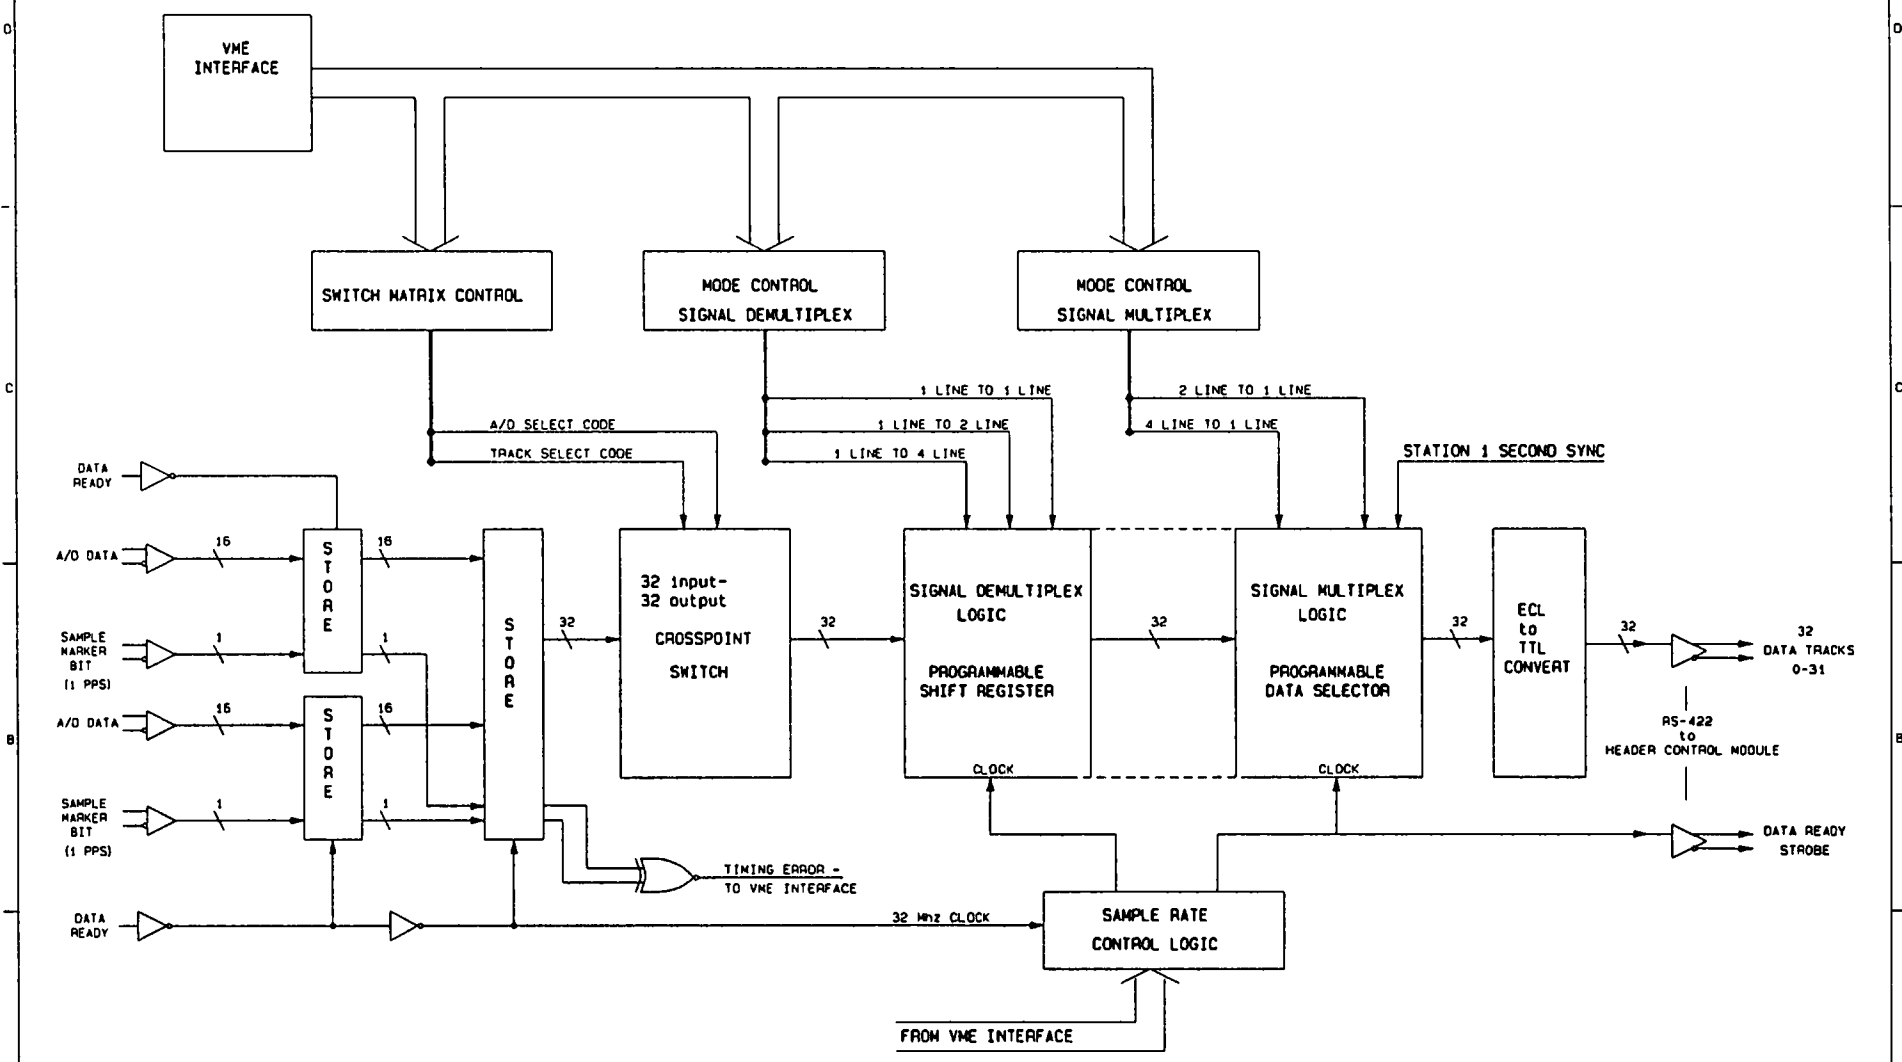 D
D
VME
INTERFACE
SWITCH MATRIX CONTROL
MODE CONTROL
SIGNAL DEMULTIPLEX
MODE CONTROL
SIGNAL MULTIPLEX
C
C
1 LINE TO 1 LINE
2 LINE TO 1 LINE
A/D SELECT CODE
1 LINE TO 2 LINE
4 LINE TO 1 LINE
TRACK SELECT CODE
1 LINE TO 4 LINE
STATION 1 SECOND SYNC
DATA
READY
A/D DATA
16
STORE
16
SAMPLE
MARKER
BIT
(1 PPS)
1
1
A/D DATA
16
STORE
16
SAMPLE
MARKER
BIT
(1 PPS)
1
1
STORE
32
32 input-
32 output
CROSSPOINT
SWITCH
32
SIGNAL DEMULTIPLEX
LOGIC
PROGRAMMABLE
SHIFT REGISTER
CLOCK
32
SIGNAL MULTIPLEX
LOGIC
PROGRAMMABLE
DATA SELECTOR
CLOCK
32
ECL
to
TTL
CONVERT
32
32
DATA TRACKS
0-31
RS-422
to
HEADER CONTROL MODULE
B
B
DATA READY
STROBE
TIMING ERROR -
TO VME INTERFACE
DATA
READY
32 Mhz CLOCK
SAMPLE RATE
CONTROL LOGIC
FROM VME INTERFACE